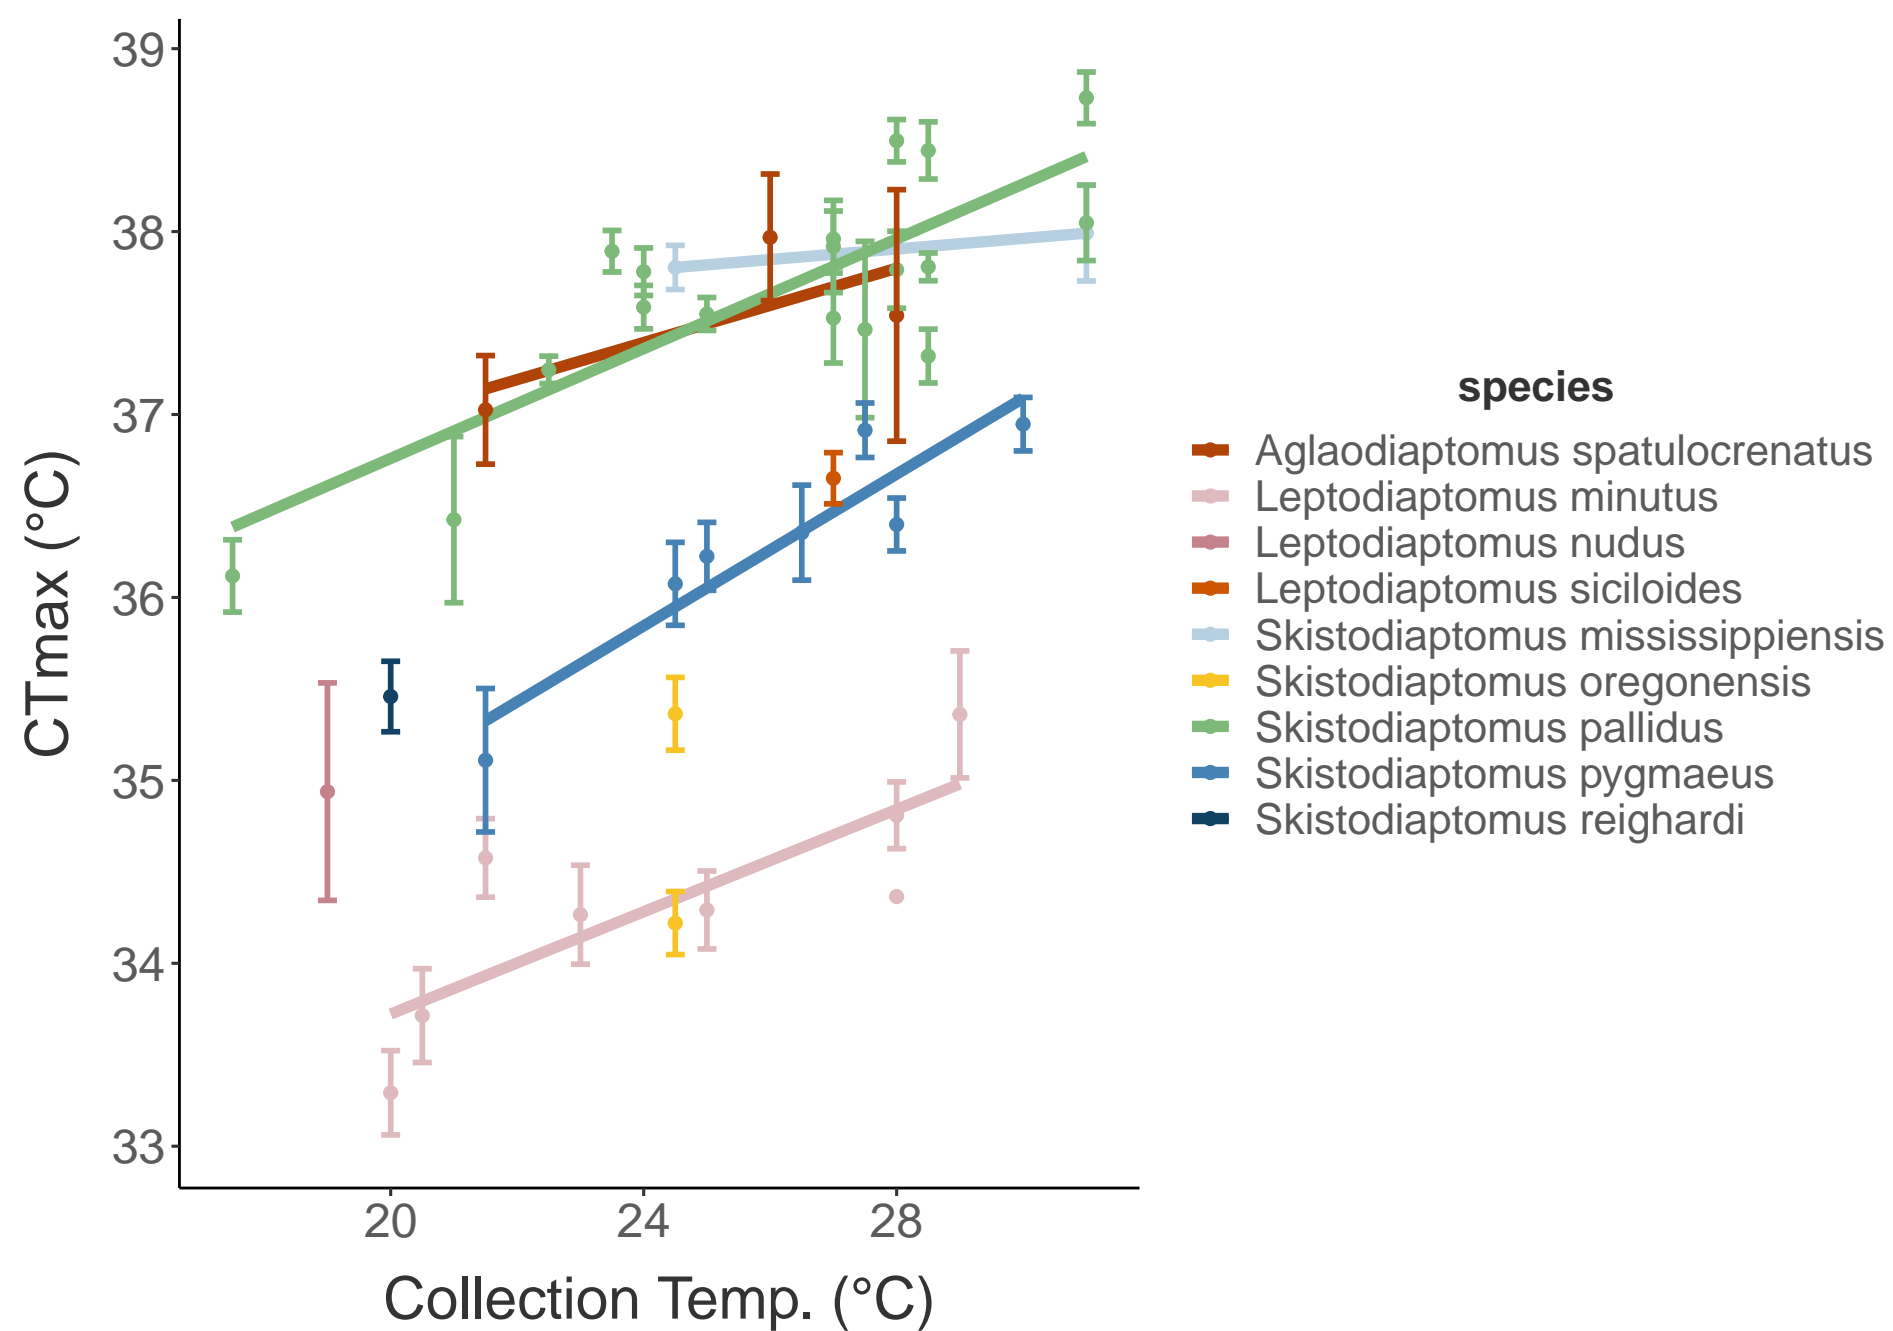 39
38
37
36
35
34
33
CTmax (°C)
20 24 28
Collection Temp. (°C)
species
Aglaodiaptomus spatulocrenatus
Leptodiaptomus minutus
Leptodiaptomus nudus
Leptodiaptomus siciloides
Skistodiaptomus mississippiensis
Skistodiaptomus oregonensis
Skistodiaptomus pallidus
Skistodiaptomus pygmaeus
Skistodiaptomus reighardi